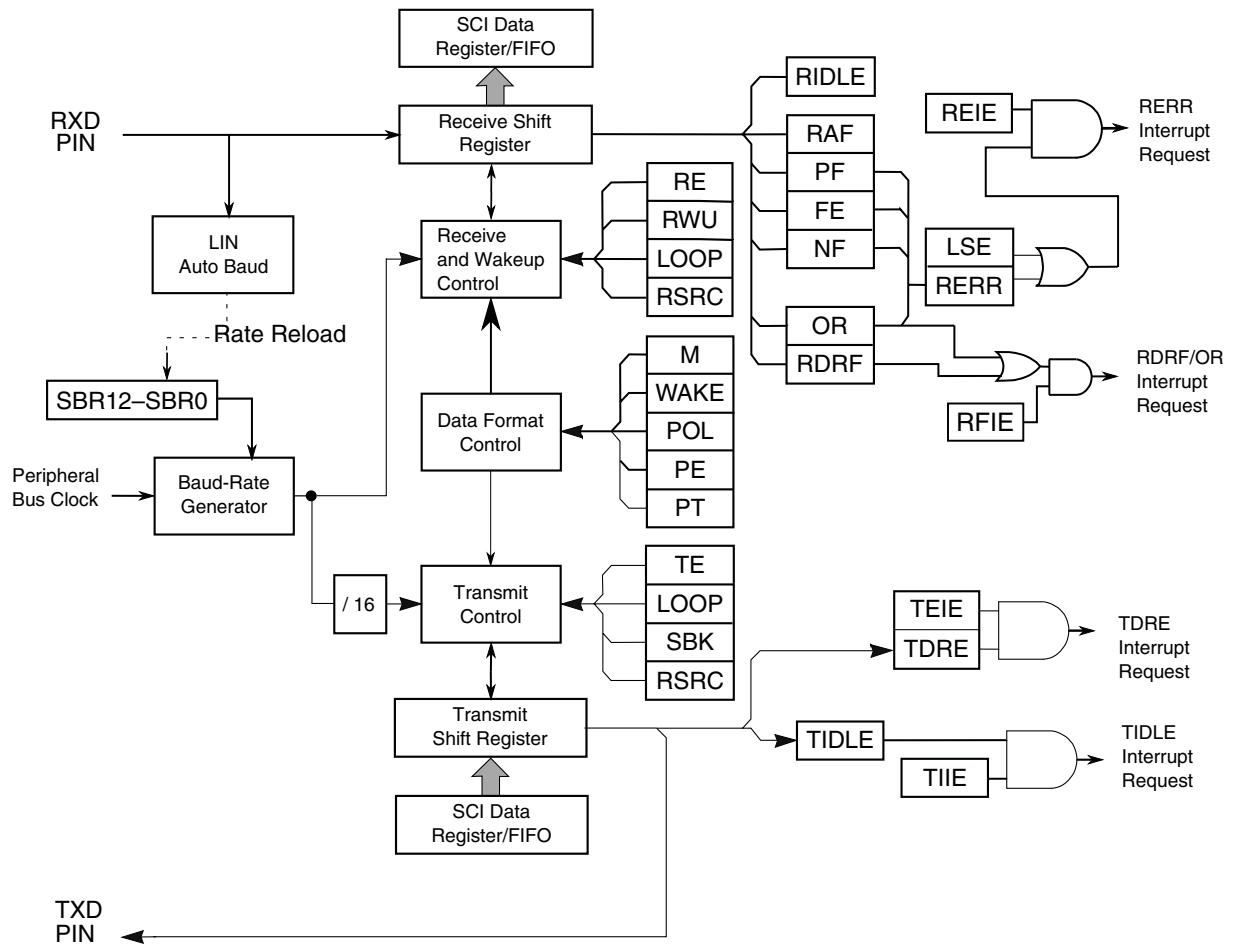 SCI Data
Register/FIFO
RXD
PIN
Receive Shift
Register
RIDLE
RAF
PF
FE
NF
OR
RDRF
REIE
RERR
Interrupt
Request
LSE
RERR
RDRF/OR
Interrupt
Request
RFIE
LIN
Auto Baud
Receive
and Wakeup
Control
RE
RWU
LOOP
RSRC
Rate Reload
SBR12–SBR0
Data Format
Control
M
WAKE
POL
PE
PT
Peripheral
Bus Clock
Baud-Rate
Generator
/ 16
Transmit
Control
TE
LOOP
SBK
RSRC
TEIE
TDRE
TDRE
Interrupt
Request
Transmit
Shift Register
TIDLE
TIIE
TIDLE
Interrupt
Request
SCI Data
Register/FIFO
TXD
PIN